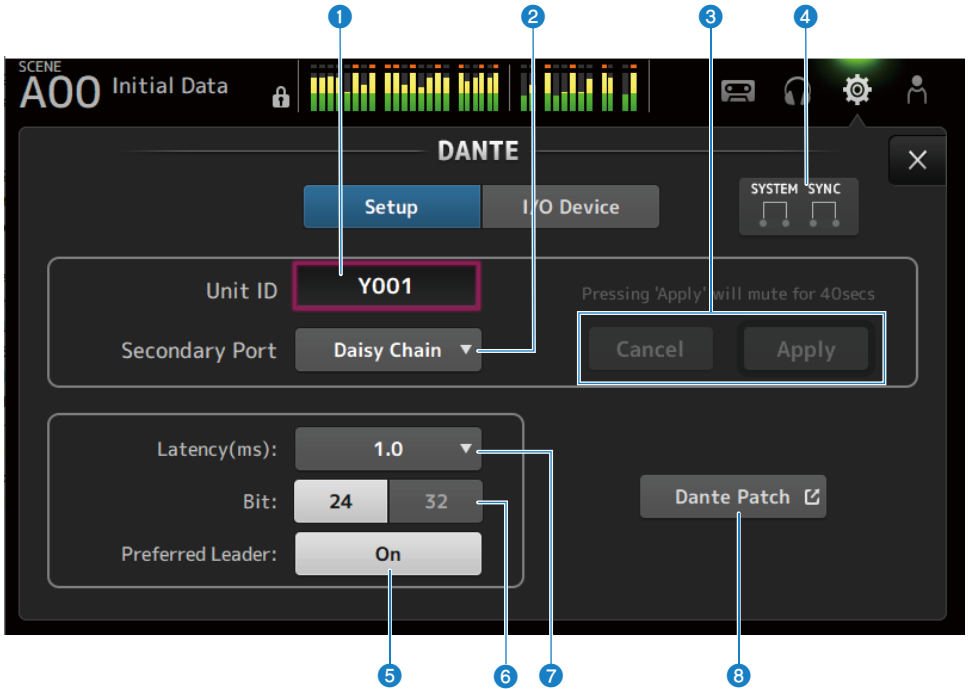 1 2 3 4
SCENE
A00 Initial Data
DANTE
Setup I/O Device
SYSTEM SYNC
Unit ID Y001
Pressing 'Apply' will mute for 40secs
Secondary Port Daisy Chain Cancel Apply
Latency(ms): 1.0
Bit: 24 32
Dante Patch
Preferred Leader: On
5 6 7 8